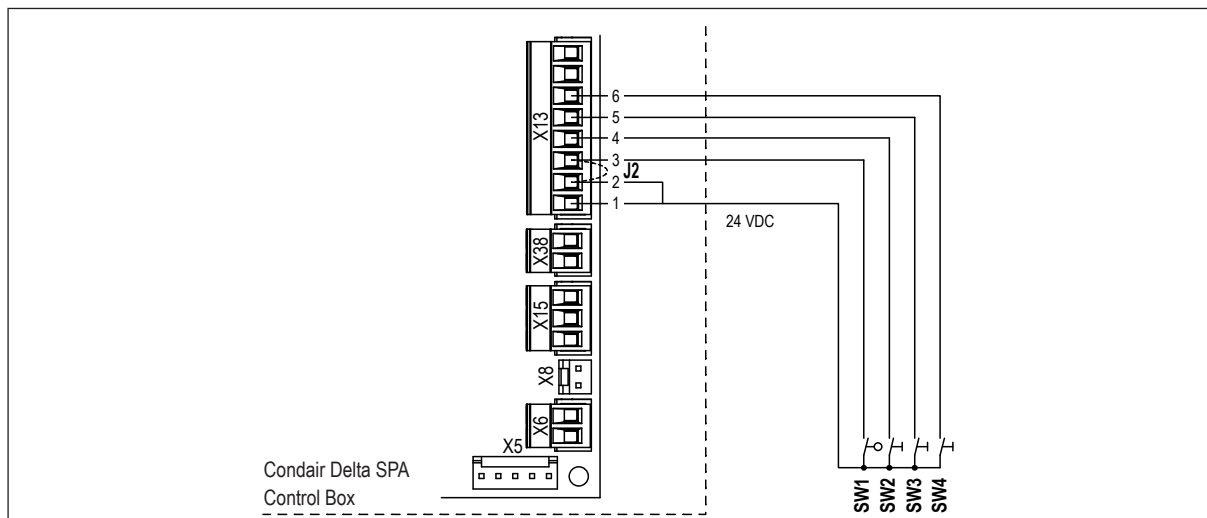 X13
6
5
4
3
J2
2
1
24 VDC
X38
X15
X8
X6
X5
Condair Delta SPA
Control Box
SW1
SW2
SW3
SW4